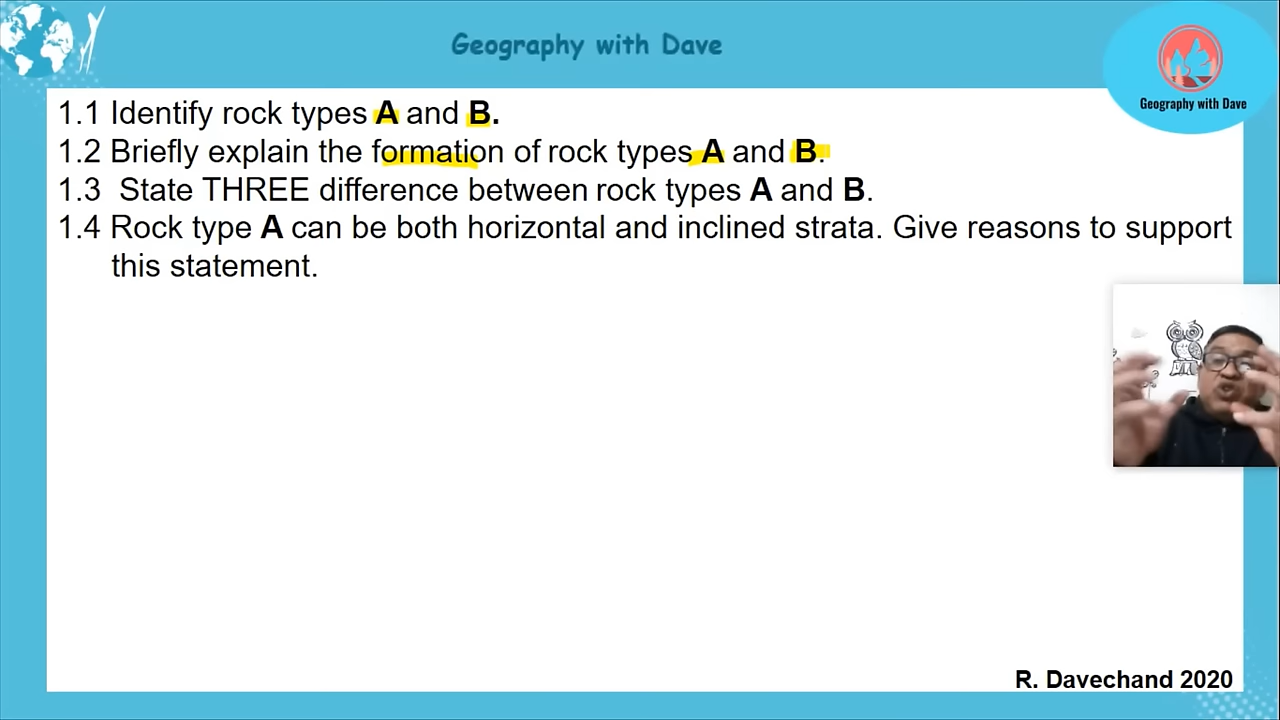 Geography with Dave
Geography with Dave
1.1 Identify rock types A and B.
1.2 Briefly explain the formation of rock types A and B.
1.3 State THREE difference between rock types A and B.
1.4 Rock type A can be both horizontal and inclined strata. Give reasons to support
this statement.
R. Davechand 2020